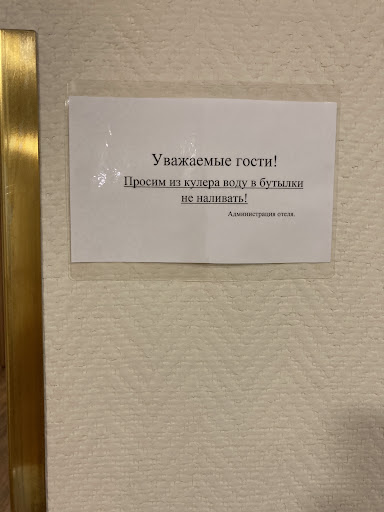 Уважаемые гости!
Просим из кулера воду в бутылки
не наливать!
Администрация отеля.